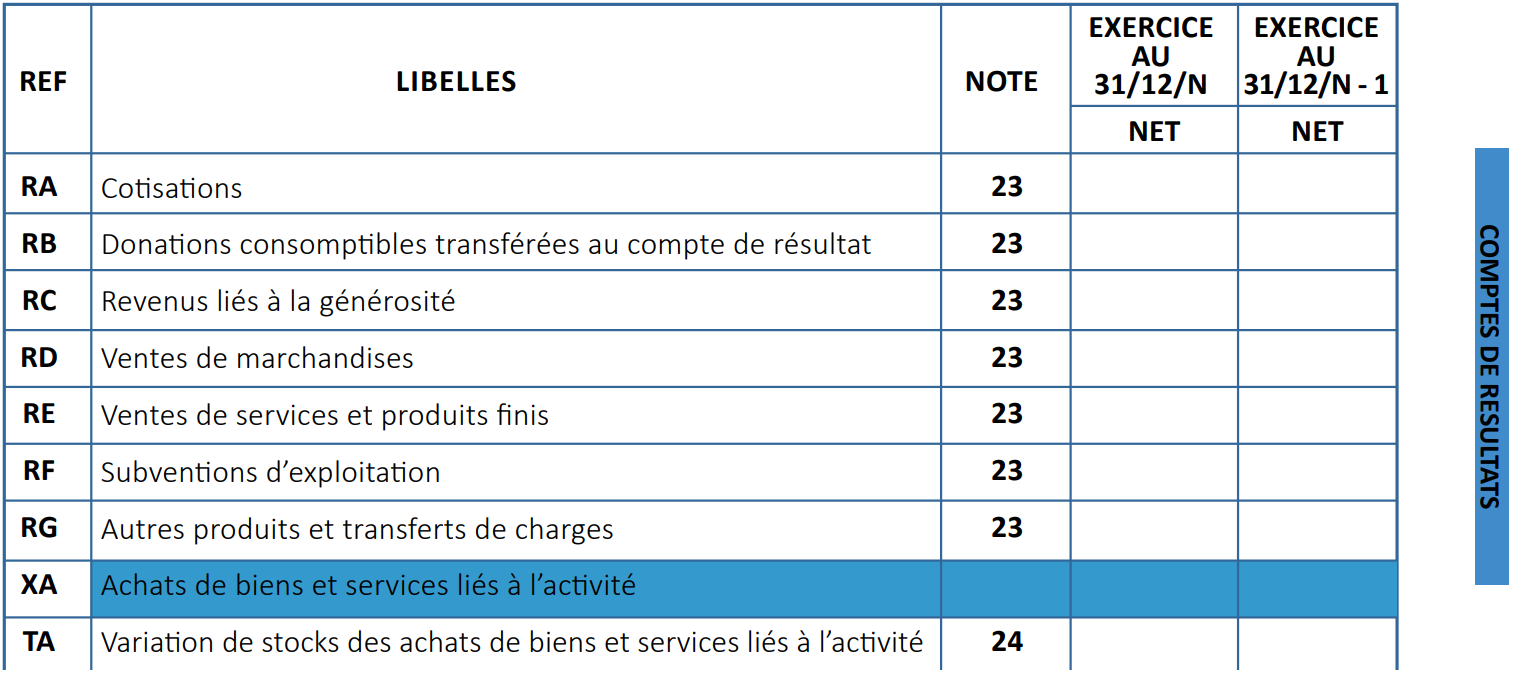 REF LIBELLES NOTE EXERCICE AU 31/12/N EXERCICE AU 31/12/N - 1
NET NET
RA Cotisations 23
RB Donations consomptibles transférées au compte de résultat 23
RC Revenus liés à la générosité 23
RD Ventes de marchandises 23
RE Ventes de services et produits finis 23
RF Subventions d’exploitation 23
RG Autres produits et transferts de charges 23
XA Achats de biens et services liés à l’activité
TA Variation de stocks des achats de biens et services liés à l’activité 24
COMPTES DE RESULTATS